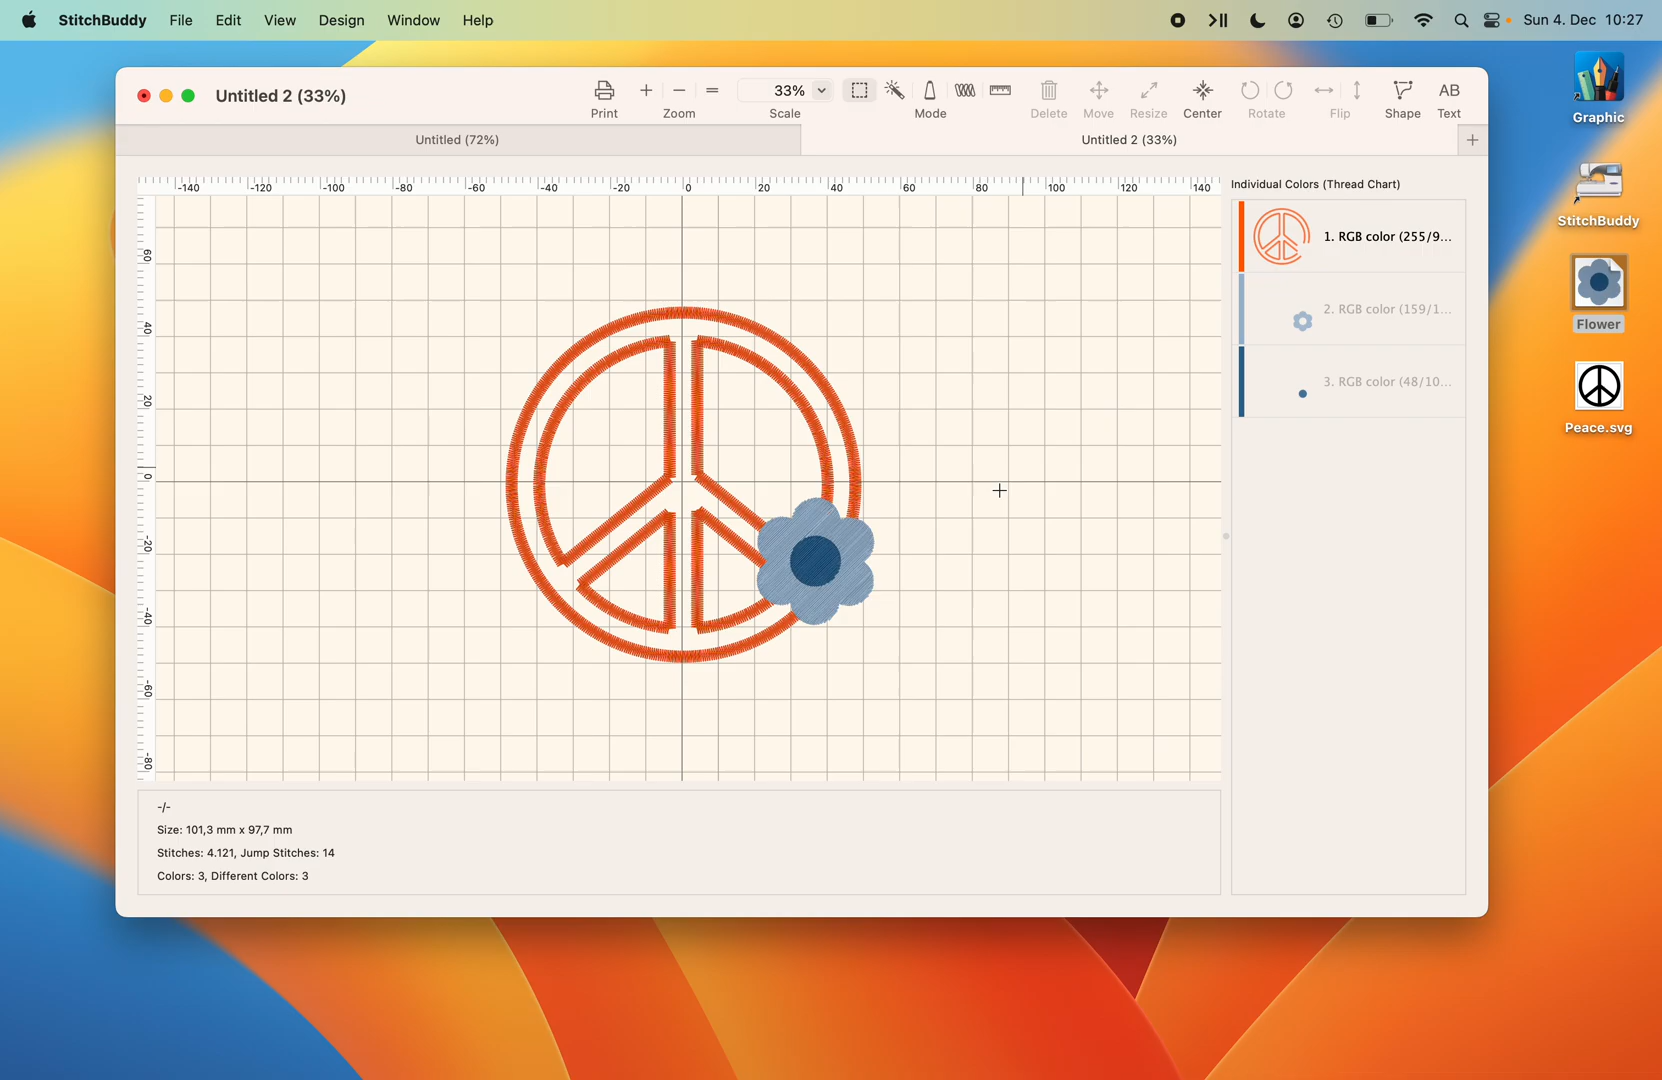 StitchBuddy File Edit View Design Window Help Sun 4. Dec 10:27
Untitled 2 (33%)
33%
AB
Print Zoom Scale Mode Delete Move Resize Center Rotate Flip Shape Text
Untitled (72%) Untitled 2 (33%)
-140 -120 -100 -80 -60 -40 -20 0 20 40 60 80 100 120 140
60
40
20
0
-20
-40
-60
-80
Individual Colors (Thread Chart)
1. RGB color (255/9...
2. RGB color (159/1...
3. RGB color (48/10...
-/-
Size: 101,3 mm x 97,7 mm
Stitches: 4.121, Jump Stitches: 14
Colors: 3, Different Colors: 3
Graphic
StitchBuddy
Flower
Peace.svg